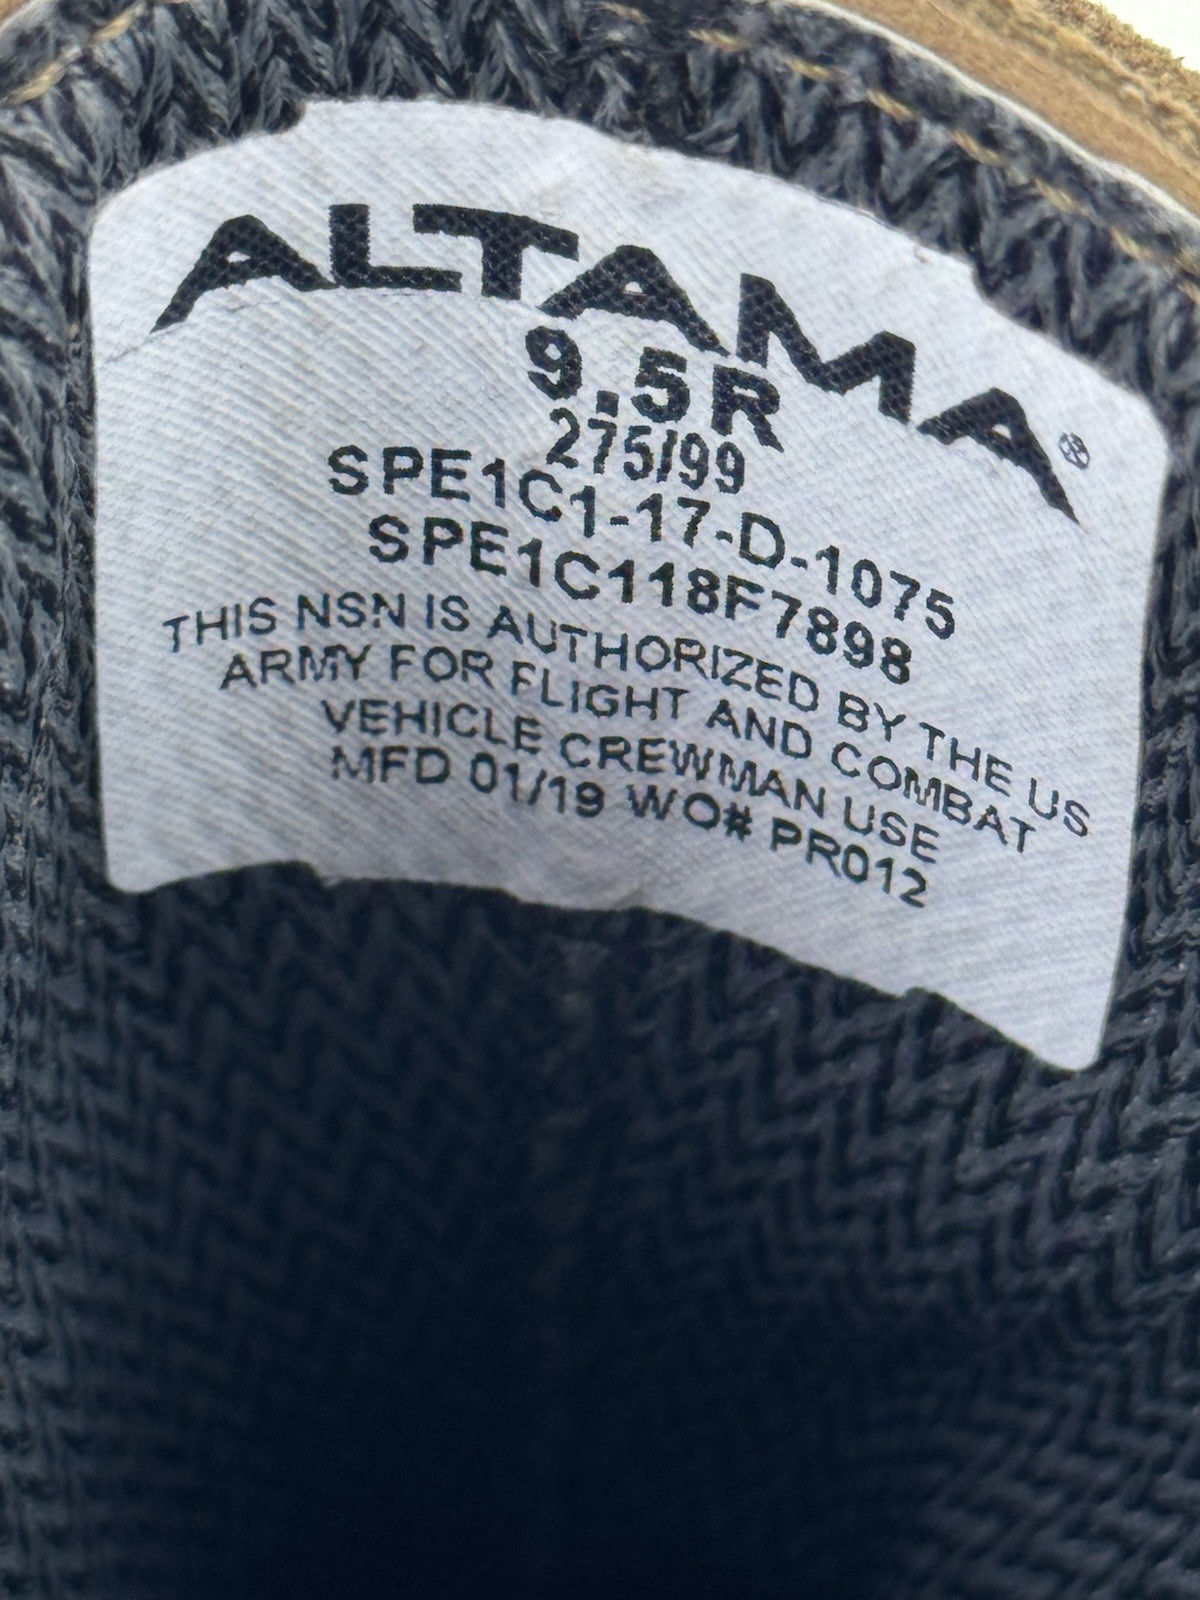 ALTAMA®
9.5R
275/99
SPE1C1-17-D-1075
SPE1C118F7898
THIS NSN IS AUTHORIZED BY THE US
ARMY FOR FLIGHT AND COMBAT
VEHICLE CREWMAN USE
MFD 01/19 WO# PR012